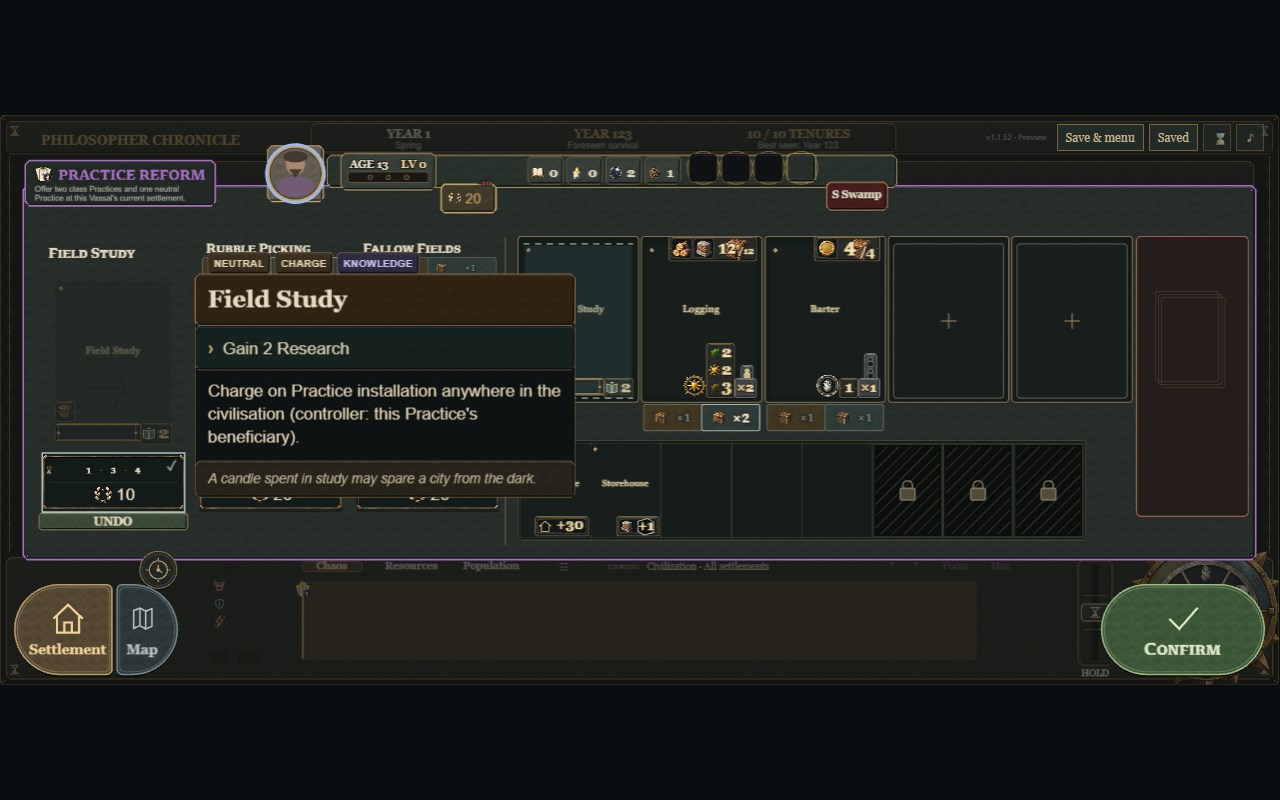 PHILOSOPHER CHRONICLE
YEAR 1
Spring
YEAR 123
Foreseen survival
10 / 10 TENURES
Best seen: Year 123
v1.1.52 - Preview
Save & menu
Saved
PRACTICE REFORM
Offer two class Practices and one neutral
Practice at this Vassal's current settlement.
AGE 13 LV 0
0
0
2
1
20
S Swamp
FIELD STUDY
RUBBLE PICKING
FALLOW FIELDS
NEUTRAL
CHARGE
KNOWLEDGE
×1
Field Study
› Gain 2 Research
Charge on Practice installation anywhere in the
civilisation (controller: this Practice's
beneficiary).
A candle spent in study may spare a city from the dark.
Field Study
2
1 · 3 · 4
10
UNDO
Study
2
12/12
Logging
2
2
3
×2
4/4
Barter
1
×1
×1
×2
×1
×1
Storehouse
+30
+1
Chaos
Resources
Population
Civilization - All settlements
Focus
HOLD
Settlement
Map
CONFIRM